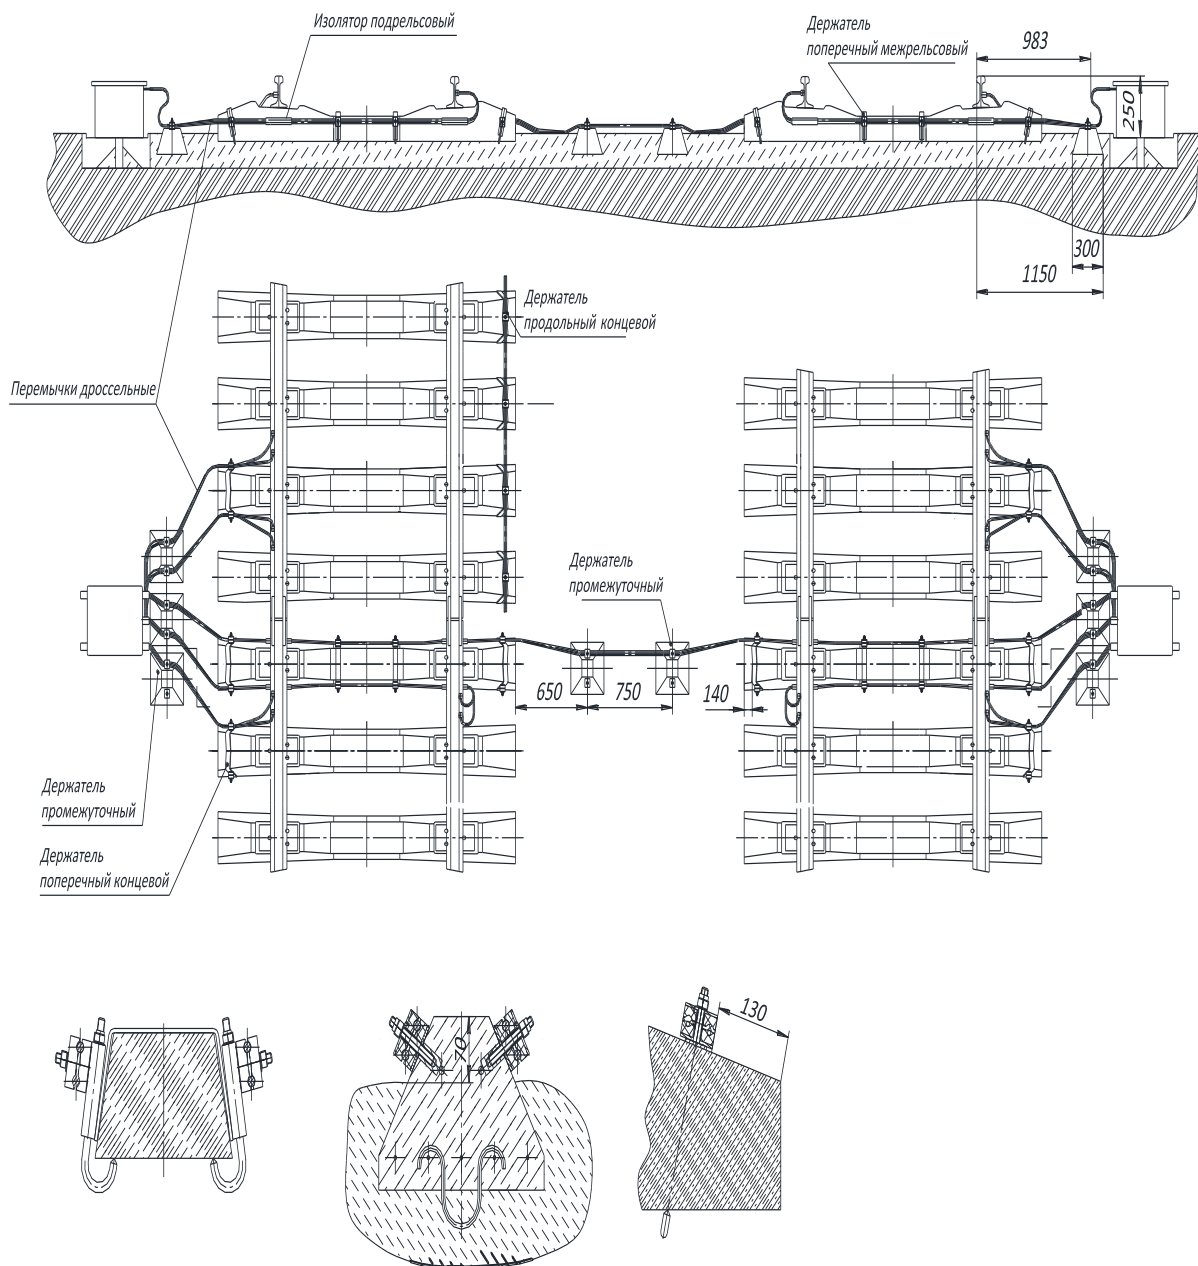 Изолятор подрельсовый
Держатель
поперечный межрельсовый
983
250
300
1150
Держатель
продольный концевой
Перемычки дроссельные
Держатель
промежуточный
650
750
140
Держатель
промежуточный
Держатель
поперечный концевой
70
130